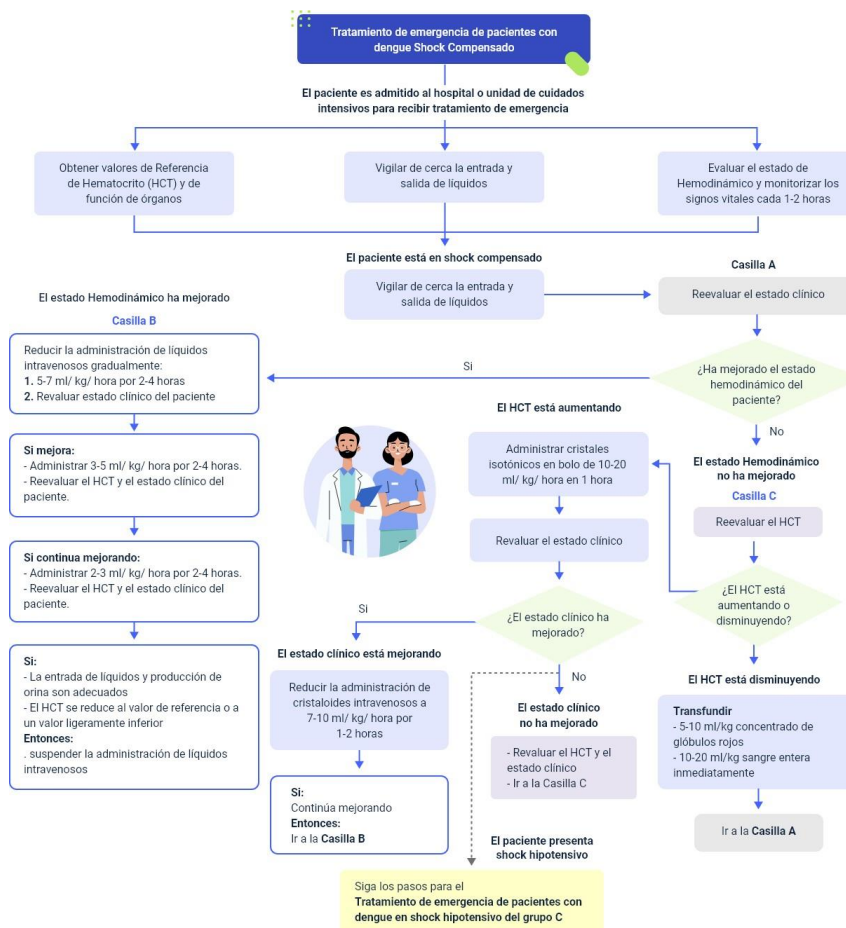 Tratamiento de emergencia de pacientes con
dengue Shock Compensado
El paciente es admitido al hospital o unidad de cuidados
intensivos para recibir tratamiento de emergencia
Obtener valores de Referencia
de Hematocrito (HCT) y de
función de órganos
Vigilar de cerca la entrada y
salida de líquidos
Evaluar el estado de
Hemodinámico y monitorizar los
signos vitales cada 1-2 horas
El paciente está en shock compensado
Vigilar de cerca la entrada y
salida de líquidos
Casilla A
Reevaluar el estado clínico
¿Ha mejorado el estado
hemodinámico del
paciente?
Si
No
El estado Hemodinámico ha mejorado
Casilla B
Reducir la administración de líquidos
intravenosos gradualmente:
1. 5-7 ml/ kg/ hora por 2-4 horas
2. Revaluar estado clínico del paciente
Si mejora:
- Administrar 3-5 ml/ kg/ hora por 2-4 horas.
- Reevaluar el HCT y el estado clínico del
paciente.
Si continua mejorando:
- Administrar 2-3 ml/ kg/ hora por 2-4 horas.
- Reevaluar el HCT y el estado clínico del
paciente.
Si:
- La entrada de líquidos y producción de
orina son adecuados
- El HCT se reduce al valor de referencia o a
un valor ligeramente inferior
Entonces:
. suspender la administración de líquidos
intravenosos
El estado Hemodinámico
no ha mejorado
Casilla C
Reevaluar el HCT
¿El HCT está
aumentando o
disminuyendo?
El HCT está aumentando
Administrar cristales
isotónicos en bolo de 10-20
ml/ kg/ hora en 1 hora
Revaluar el estado clínico
¿El estado clínico ha
mejorado?
Si
No
El estado clínico está mejorando
Reducir la administración de
cristaloides intravenosos a
7-10 ml/ kg/ hora por
1-2 horas
Si:
Continúa mejorando
Entonces:
Ir a la Casilla B
El estado clínico
no ha mejorado
- Revaluar el HCT y el
estado clínico
- Ir a la Casilla C
El HCT está disminuyendo
Transfundir
- 5-10 ml/kg concentrado de
glóbulos rojos
- 10-20 ml/kg sangre entera
inmediatamente
Ir a la Casilla A
El paciente presenta
shock hipotensivo
Siga los pasos para el
Tratamiento de emergencia de pacientes con
dengue en shock hipotensivo del grupo C